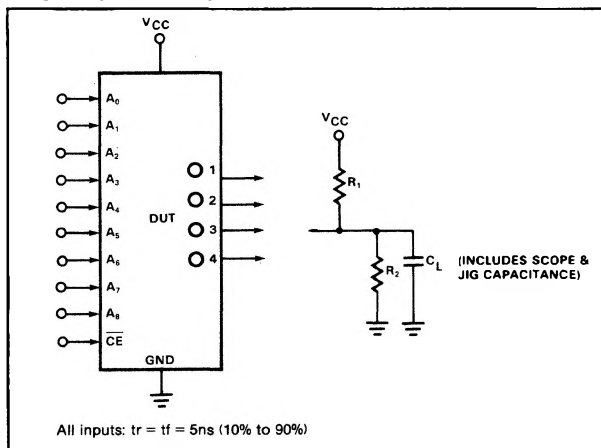 VCC
A0
A1
A2
A3
A4
A5
A6
A7
A8
CE
DUT
O 1
O 2
O 3
O 4
GND
VCC
R1
R2
CL
(INCLUDES SCOPE &
JIG CAPACITANCE)
All inputs: tr = tf = 5ns (10% to 90%)